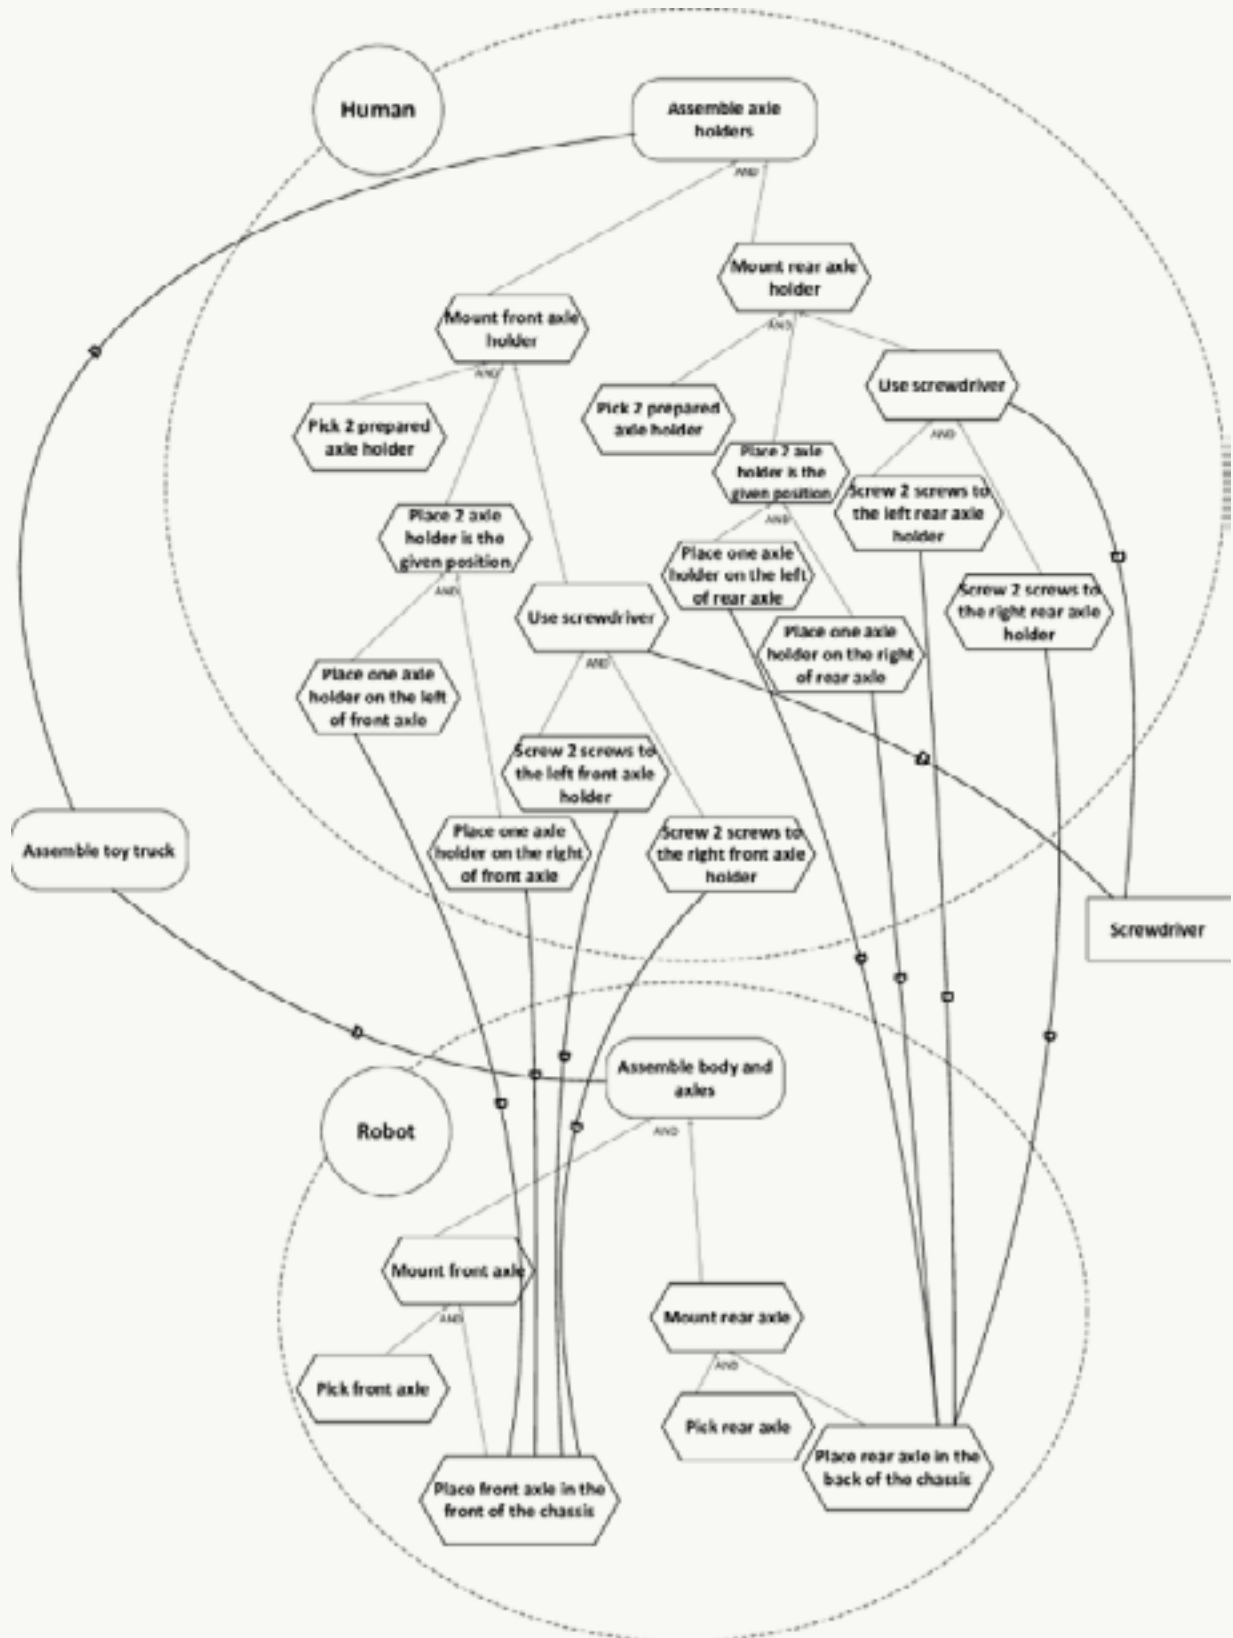 Human
Assemble axle
holders
AND
Mount rear axle
holder
AND
Mount front axle
holder
AND
Use screwdriver
AND
Pick 2 prepared
axle holder
Pick 2 prepared
axle holder
Place 2 axle
holder is the
given position
AND
Screw 2 screws to
the left rear axle
holder
Place 2 axle
holder is the
given position
AND
Place one axle
holder on the left
of rear axle
Screw 2 screws to
the right rear axle
holder
Use screwdriver
AND
Place one axle
holder on the right
of rear axle
Place one axle
holder on the left
of front axle
Screw 2 screws to
the left front axle
holder
Assemble toy truck
Place one axle
holder on the right
of front axle
Screw 2 screws to
the right front axle
holder
Screwdriver
Assemble body and
axles
AND
Robot
Mount front axle
AND
Mount rear axle
AND
Pick front axle
Pick rear axle
Place rear axle in the
back of the chassis
Place front axle in the
front of the chassis